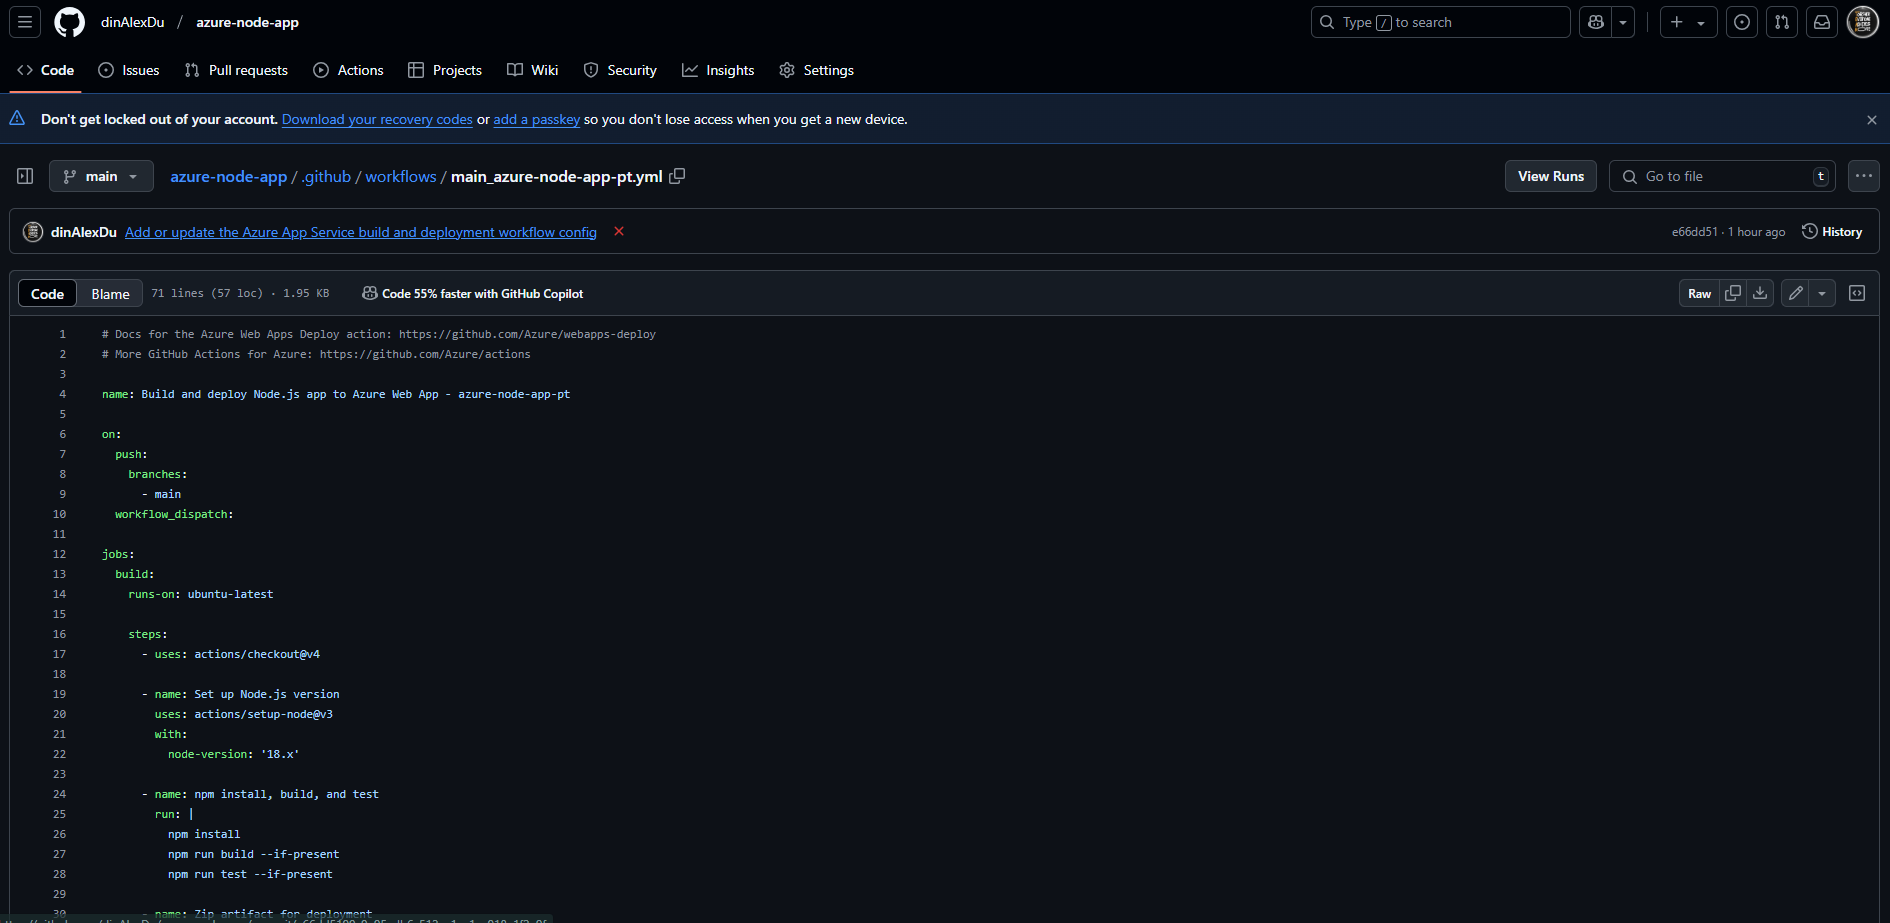 dinAlexDu / azure-node-app
Type / to search
Code Issues Pull requests Actions Projects Wiki Security Insights Settings
Don't get locked out of your account. Download your recovery codes or add a passkey so you don't lose access when you get a new device.
main
azure-node-app / .github / workflows / main_azure-node-app-pt.yml
View Runs
Go to file t
dinAlexDu Add or update the Azure App Service build and deployment workflow config
e66dd51 · 1 hour ago
History
Code Blame 71 lines (57 loc) · 1.95 KB Code 55% faster with GitHub Copilot
Raw
1 # Docs for the Azure Web Apps Deploy action: https://github.com/Azure/webapps-deploy
2 # More GitHub Actions for Azure: https://github.com/Azure/actions
3
4 name: Build and deploy Node.js app to Azure Web App - azure-node-app-pt
5
6 on:
7 push:
8 branches:
9 - main
10 workflow_dispatch:
11
12 jobs:
13 build:
14 runs-on: ubuntu-latest
15
16 steps:
17 - uses: actions/checkout@v4
18
19 - name: Set up Node.js version
20 uses: actions/setup-node@v3
21 with:
22 node-version: '18.x'
23
24 - name: npm install, build, and test
25 run: |
26 npm install
27 npm run build --if-present
28 npm run test --if-present
29
30 - name: Zip artifact for deployment